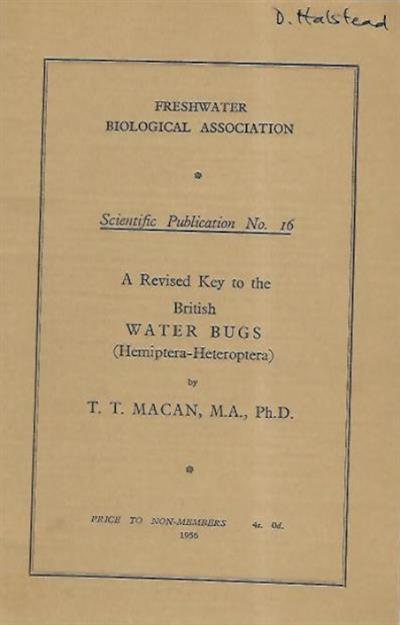 D. Halstead
FRESHWATER
BIOLOGICAL ASSOCIATION
Scientific Publication No. 16
A Revised Key to the
British
WATER BUGS
(Hemiptera-Heteroptera)
by
T. T. MACAN, M.A., Ph.D.
PRICE TO NON-MEMBERS 4s. 0d.
1956